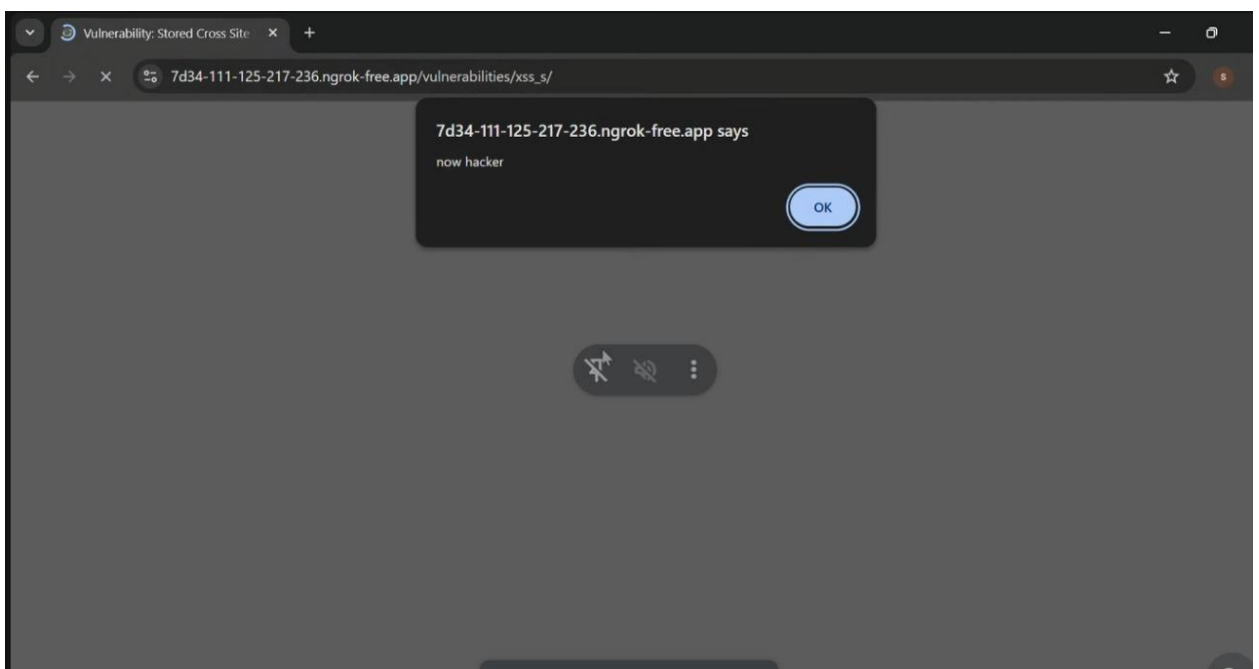 Vulnerability: Stored Cross Site
7d34-111-125-217-236.ngrok-free.app/vulnerabilities/xss_s/
S
7d34-111-125-217-236.ngrok-free.app says
now hacker
OK